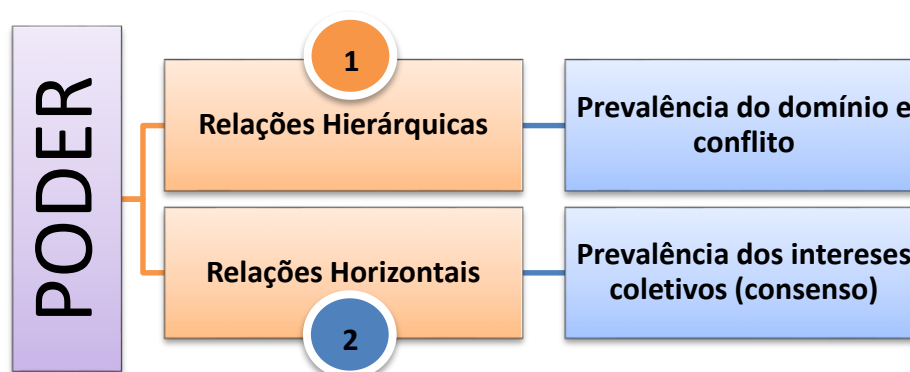 PODER
1
Relações Hierárquicas
Prevalência do domínio e
conflito
Relações Horizontais
2
Prevalência dos intereses
coletivos (consenso)